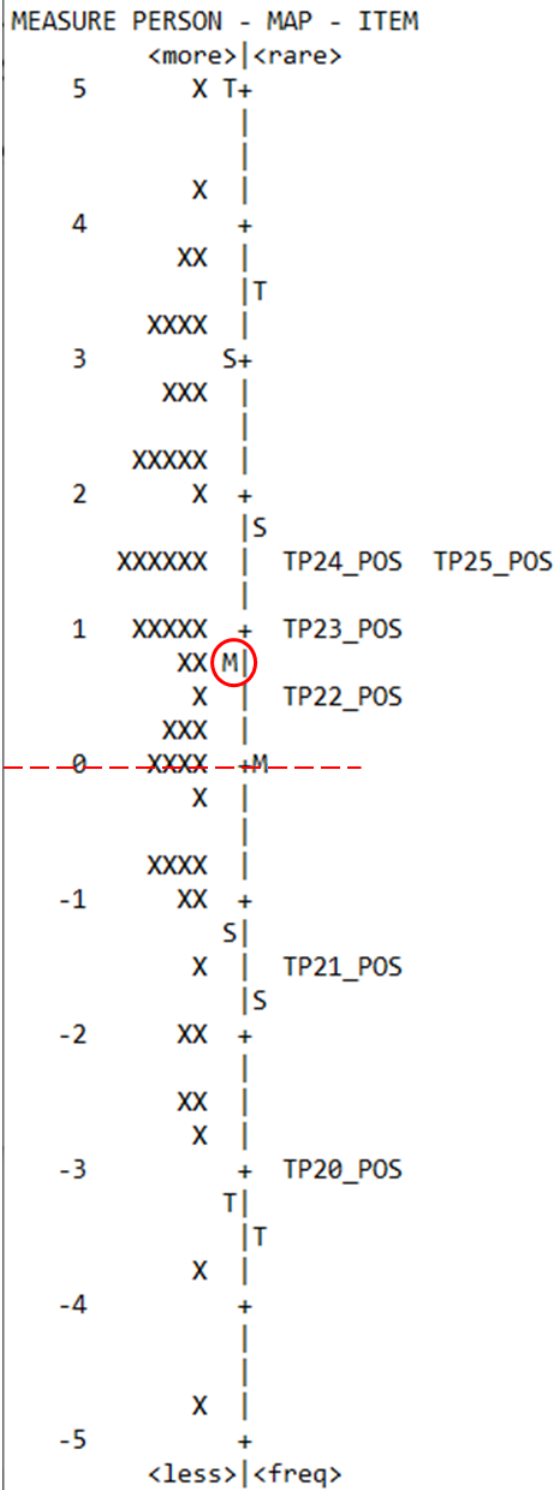 MEASURE PERSON - MAP - ITEM
<more>|<rare>
5 X T+
|
|
X |
4 +
XX |
|T
XXXX |
3 S+
XXX |
|
XXXXX |
2 X +
|S
XXXXXX | TP24_POS TP25_POS
|
1 XXXXX + TP23_POS
XX M|
X | TP22_POS
XXX |
0 XXXX +M
X |
|
XXXX |
-1 XX +
S|
X | TP21_POS
|S
-2 XX +
|
XX |
X |
-3 + TP20_POS
T|
|T
X |
-4 +
|
|
X |
-5 +
<less>|<freq>